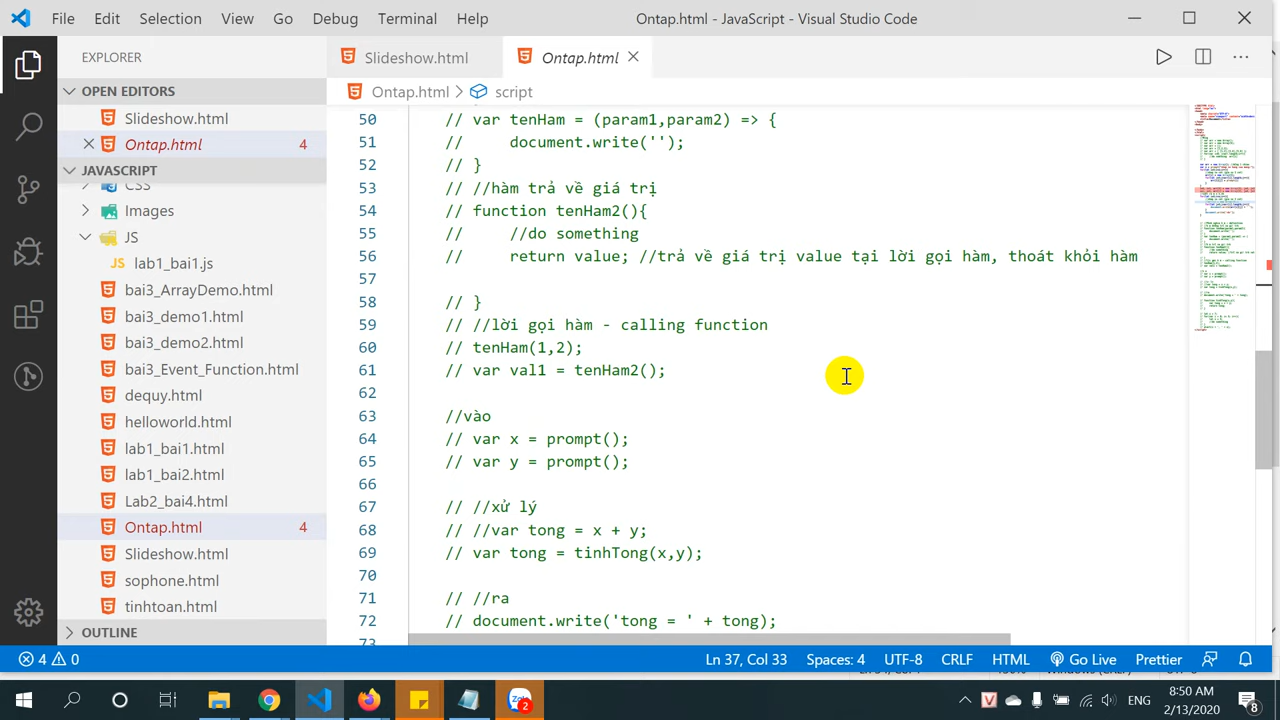 File Edit Selection View Go Debug Terminal Help Ontap.html - JavaScript - Visual Studio Code
EXPLORER
OPEN EDITORS
Slideshow.html
Ontap.html 4
JAVASCRIPT
CSS
Images
JS
lab1_bai1.js
bai3_ArrayDemo.html
bai3_demo1.html
bai3_demo2.html
bai3_Event_Function.html
dequy.html
helloworld.html
lab1_bai1.html
lab1_bai2.html
Lab2_bai4.html
Ontap.html 4
Slideshow.html
sophone.html
tinhtoan.html
OUTLINE
Slideshow.html Ontap.html
Ontap.html > script
50 // var tenHam = (param1,param2) => {
51 //     document.write('');
52 // }
53 // //hàm trả về giá trị
54 // function tenHam2(){
55 //     //do something
56 //     return value; //trả về giá trị value tại lời gọi hàm, thoát khỏi hàm
57 //
58 // }
59 // //lời gọi hàm - calling function
60 // tenHam(1,2);
61 // var val1 = tenHam2();
62
63 //vào
64 // var x = prompt();
65 // var y = prompt();
66
67 // //xử lý
68 // //var tong = x + y;
69 // var tong = tinhTong(x,y);
70
71 // //ra
72 // document.write('tong = ' + tong);
73
4 0 Ln 37, Col 33 Spaces: 4 UTF-8 CRLF HTML Go Live Prettier
Zalo 2 ENG 8:50 AM
2/13/2020 8